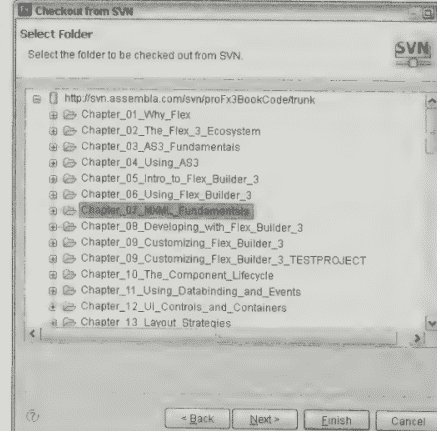 Checkout from SVN
Select Folder
Select the folder to be checked out from SVN.
SVN
http://svn.assembla.com/svn/proFx3BookCode/trunk
Chapter_01_Why_Flex
Chapter_02_The_Flex_3_Ecosystem
Chapter_03_AS3_Fundamentals
Chapter_04_Using_AS3
Chapter_05_Intro_to_Flex_Builder_3
Chapter_06_Using_Flex_Builder_3
Chapter_07_MXML_Fundamentals
Chapter_08_Developing_with_Flex_Builder_3
Chapter_09_Customizing_Flex_Builder_3
Chapter_09_Customizing_Flex_Builder_3_TESTPROJECT
Chapter_10_The_Component_Lifecycle
Chapter_11_Using_Databinding_and_Events
Chapter_12_UI_Controls_and_Containers
Chapter_13_Layout_Strategies
< Back Next > Finish Cancel